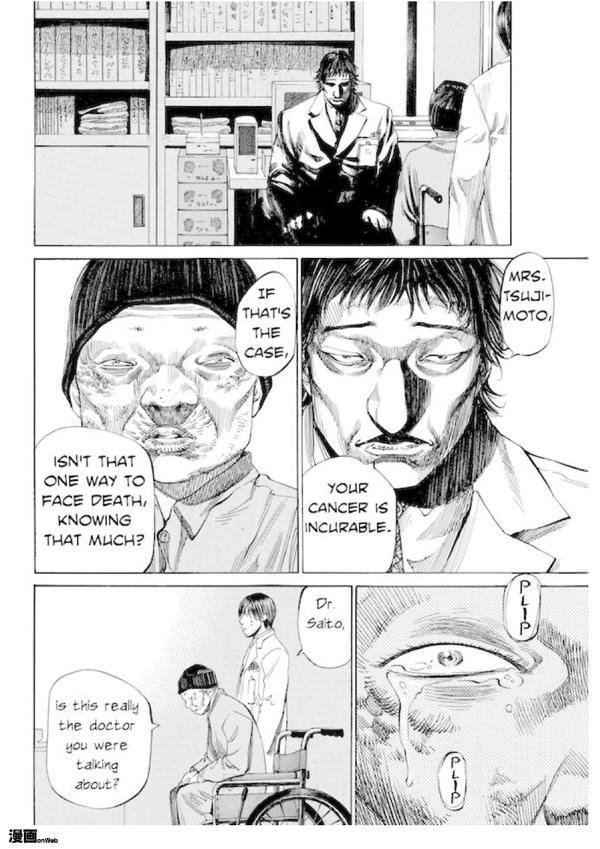 MRS.
TSUJI-
MOTO,
YOUR
CANCER IS
INCURABLE.
IF
THAT'S
THE
CASE,
ISN'T THAT
ONE WAY TO
FACE DEATH,
KNOWING
THAT MUCH?
PLIP
PLIP
Dr.
Saito,
is this really
the doctor
you were
talking
about?
漫画onWeb